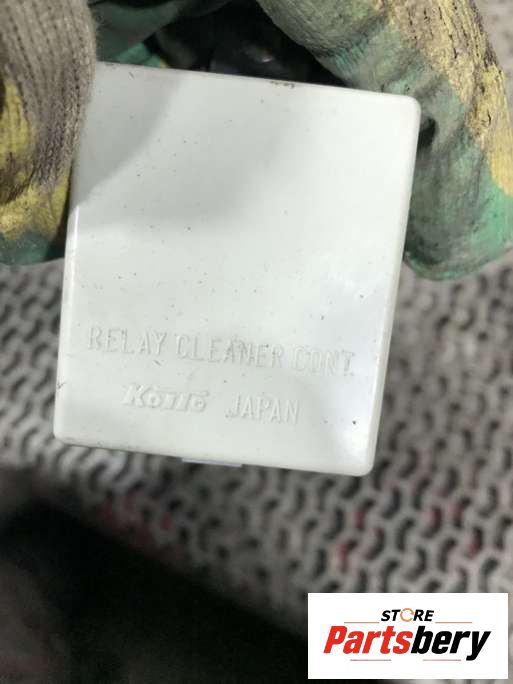 RELAY CLEANER CONT.
KOITO JAPAN
STORE
Partsbery